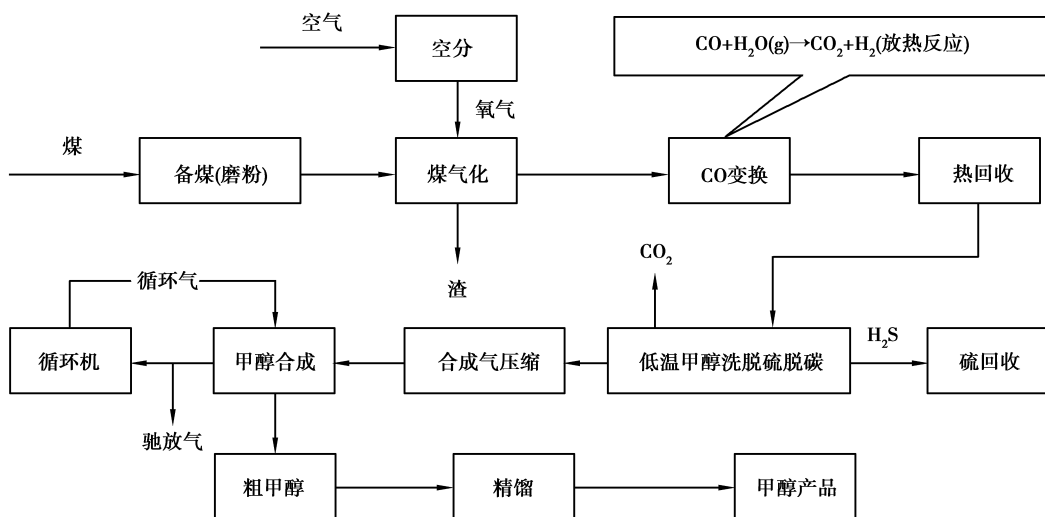 空气
空分
CO+H₂O(g)→CO₂+H₂(放热反应)
氧气
煤
备煤(磨粉)
煤气化
CO变换
热回收
渣
CO₂
循环气
H₂S
循环机
甲醇合成
合成气压缩
低温甲醇洗脱硫脱碳
硫回收
驰放气
粗甲醇
精馏
甲醇产品